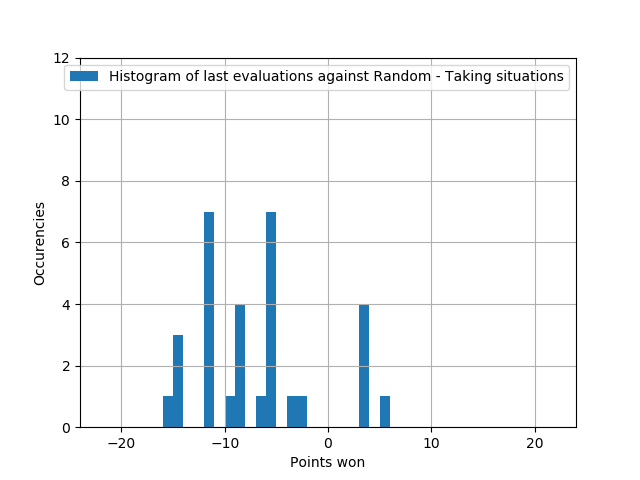 Histogram of last evaluations against Random - Taking situations
12
10
8
6
4
2
0
Occurencies
−20 −10 0 10 20
Points won